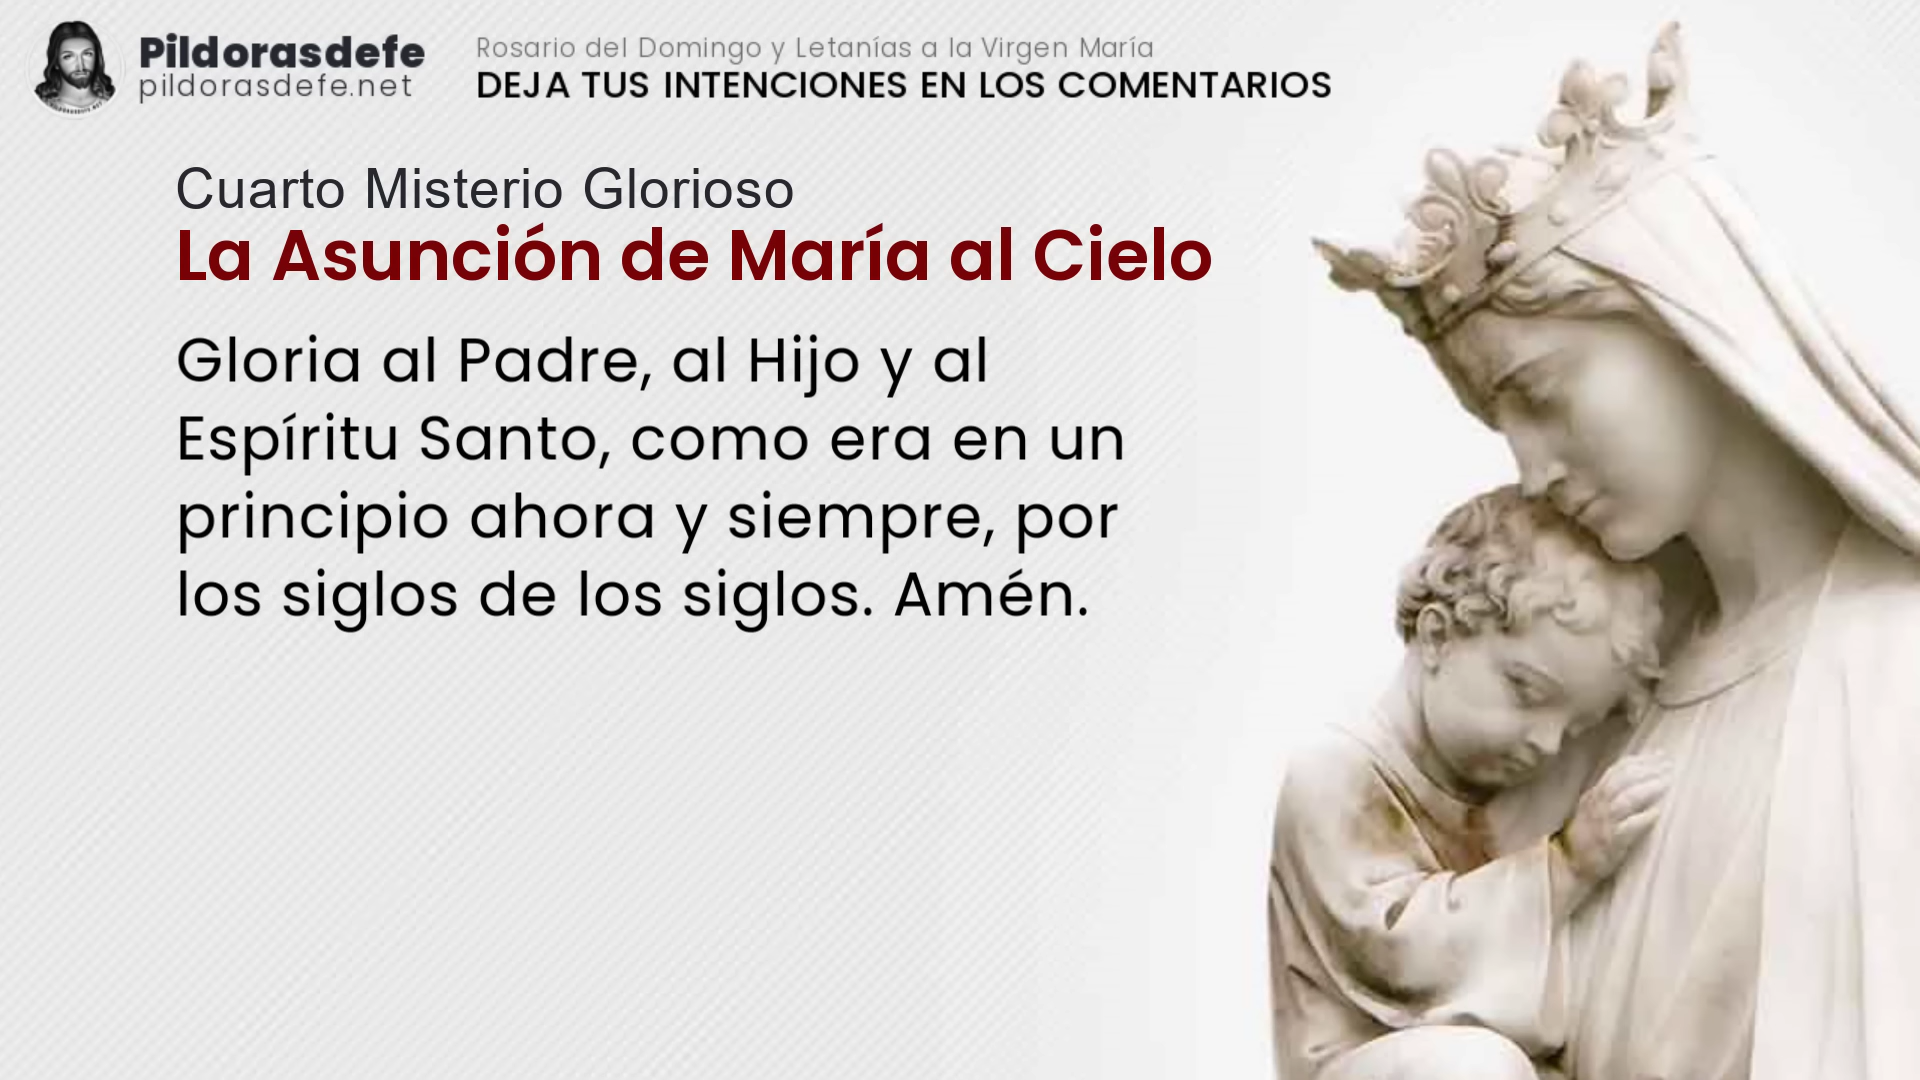 Pildorasdefe
pildorasdefe.net
Rosario del Domingo y Letanías a la Virgen María
DEJA TUS INTENCIONES EN LOS COMENTARIOS
Cuarto Misterio Glorioso
La Asunción de María al Cielo
Gloria al Padre, al Hijo y al
Espíritu Santo, como era en un
principio ahora y siempre, por
los siglos de los siglos. Amén.